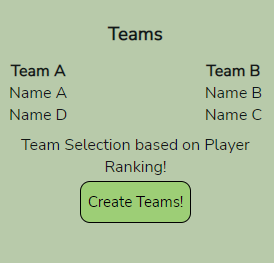 Teams
Team A Team B
Name A Name B
Name D Name C
Team Selection based on Player
Ranking!
Create Teams!